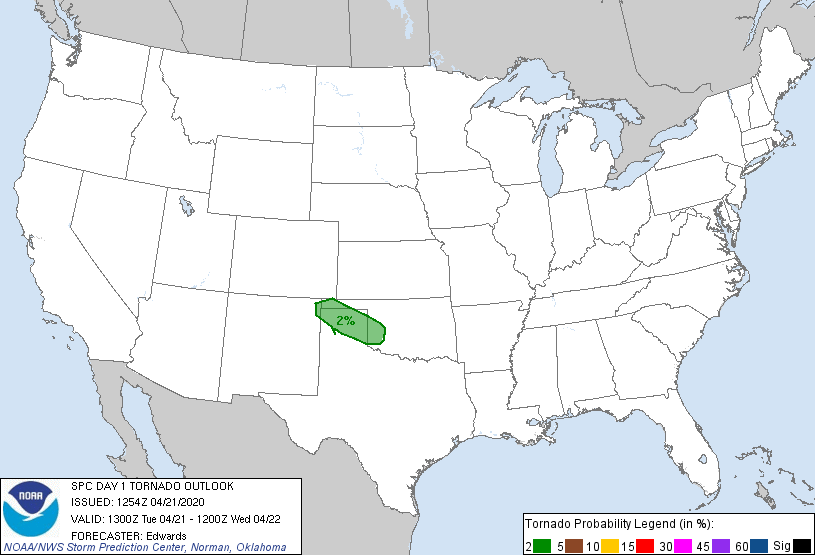 2%
NOAA
SPC DAY 1 TORNADO OUTLOOK
ISSUED: 1254Z 04/21/2020
VALID: 1300Z Tue 04/21 - 1200Z Wed 04/22
FORECASTER: Edwards
NOAA/NWS Storm Prediction Center, Norman, Oklahoma
Tornado Probability Legend (in %):
2 5 10 15 30 45 60 Sig